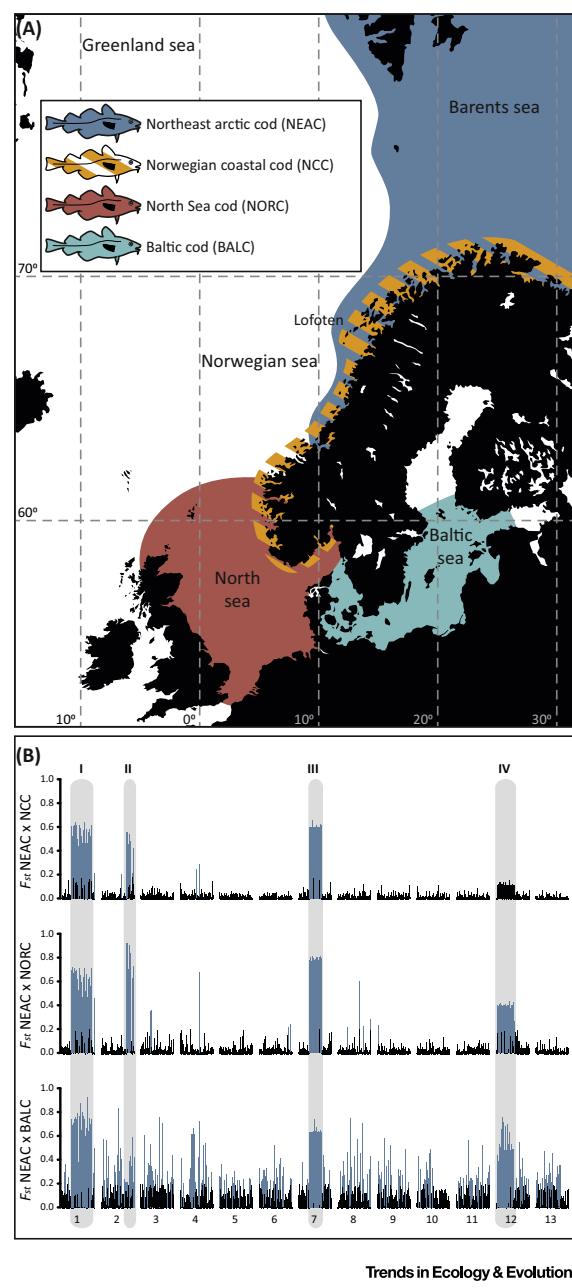 (A)
Greenland sea
Barents sea
Northeast arctic cod (NEAC)
Norwegian coastal cod (NCC)
North Sea cod (NORC)
Baltic cod (BALC)
70º
Lofoten
Norwegian sea
60º
Baltic
sea
North
sea
10º 0º 10º 20º 30º
(B)
I II III IV
1.0
0.8
0.6
0.4
0.2
0.0
Fst NEAC x NCC
1.0
0.8
0.6
0.4
0.2
0.0
Fst NEAC x NORC
1.0
0.8
0.6
0.4
0.2
0.0
Fst NEAC x BALC
1 2 3 4 5 6 7 8 9 10 11 12 13
Trends in Ecology & Evolution